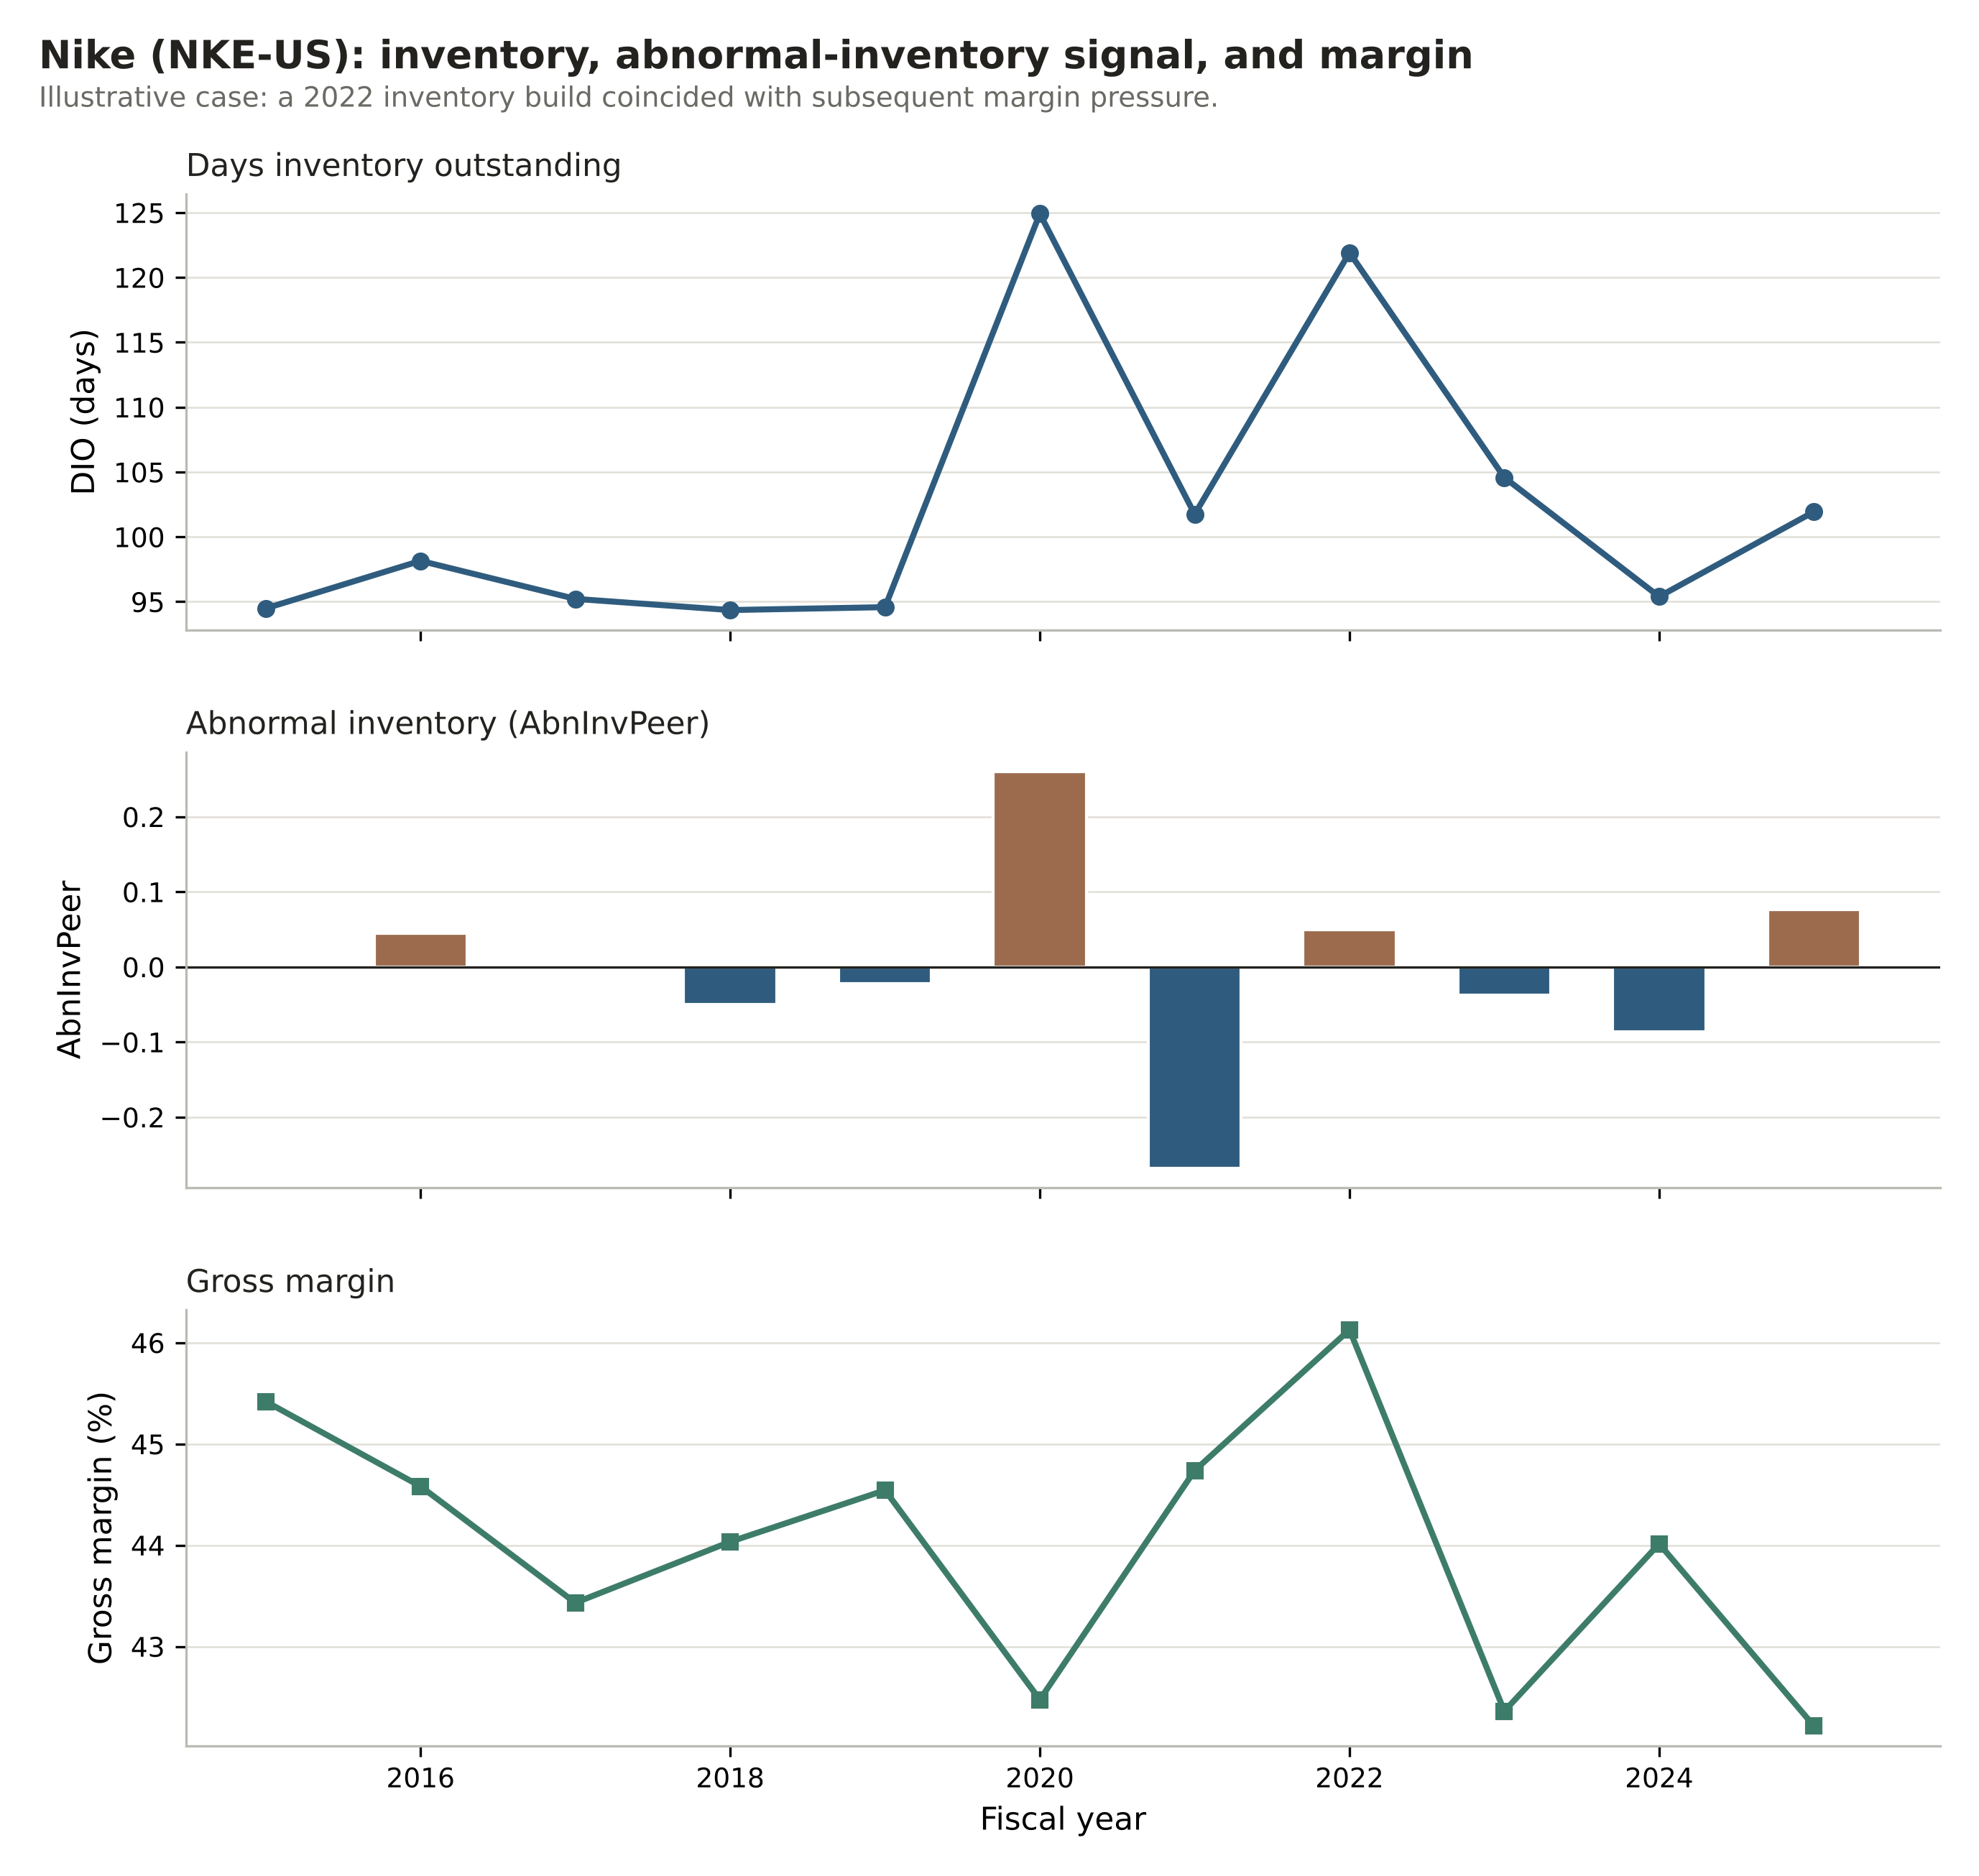 Nike (NKE-US): inventory, abnormal-inventory signal, and margin
Illustrative case: a 2022 inventory build coincided with subsequent margin pressure.
Days inventory outstanding
DIO (days)
125
120
115
110
105
100
95
Abnormal inventory (AbnInvPeer)
AbnInvPeer
0.2
0.1
0.0
−0.1
−0.2
Gross margin
Gross margin (%)
46
45
44
43
2016 2018 2020 2022 2024
Fiscal year